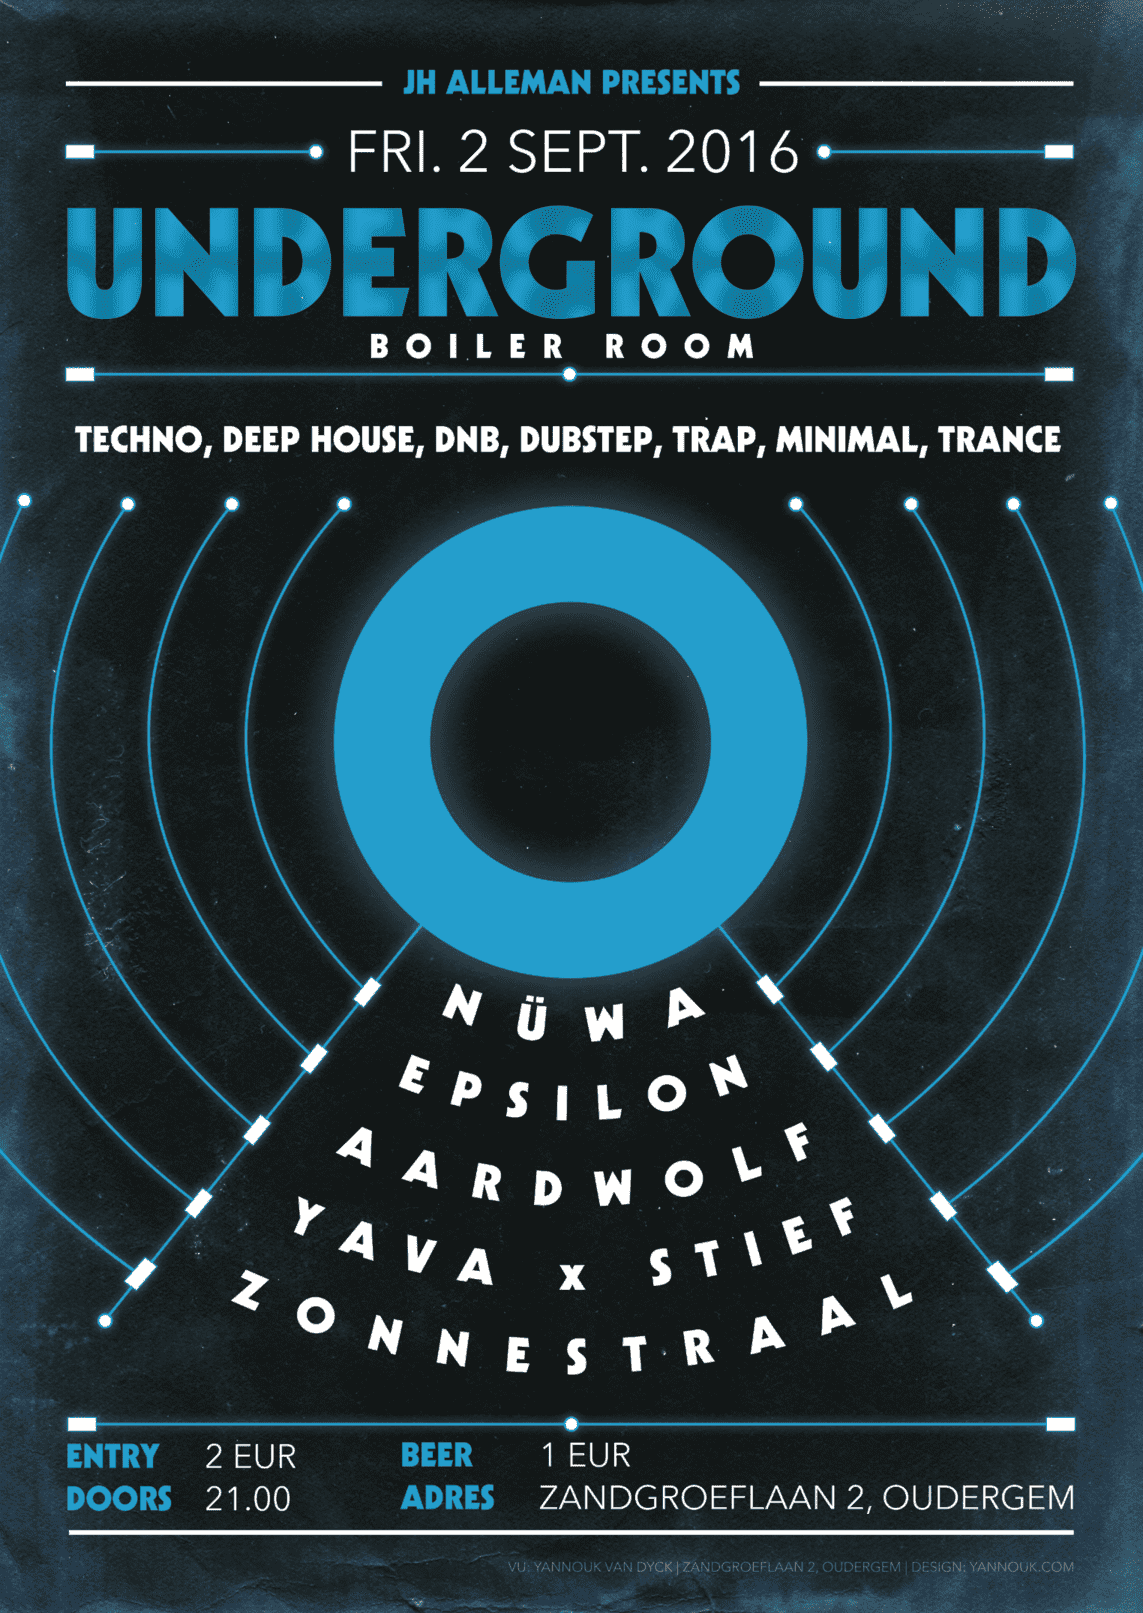 JH ALLEMAN PRESENTS
FRI. 2 SEPT. 2016
UNDERGROUND
BOILER ROOM
TECHNO, DEEP HOUSE, DNB, DUBSTEP, TRAP, MINIMAL, TRANCE
NÜWA
EPSILON
AARDWOLF
YAVA x STIEF
ZONNESTRAAL
ENTRY 2 EUR BEER 1 EUR
DOORS 21.00 ADRES ZANDGROEFLAAN 2, OUDERGEM
VU: YANNOUK VAN DYCK | ZANDGROEFLAAN 2, OUDERGEM | DESIGN: YANNOUK.COM